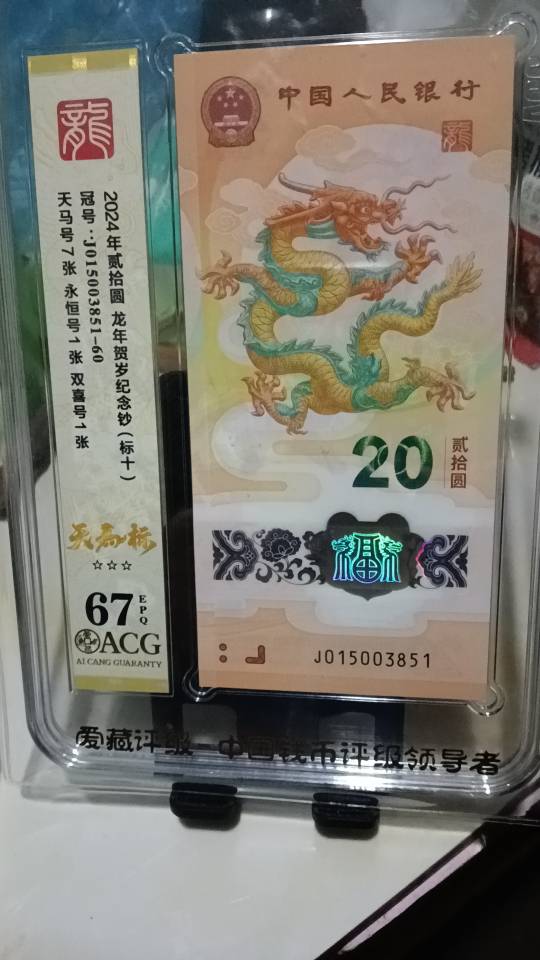 龍
2024年贰拾圆 龙年贺岁纪念钞(标十)
冠号:J015003851-60
天马号7张 永恒号1张 双喜号1张
天马标
☆☆☆
67 EPQ
ACG
AI CANG GUARANTY
中国人民银行
龍
20 贰拾圆
福
J015003851
爱藏评级-中国钱币评级领导者